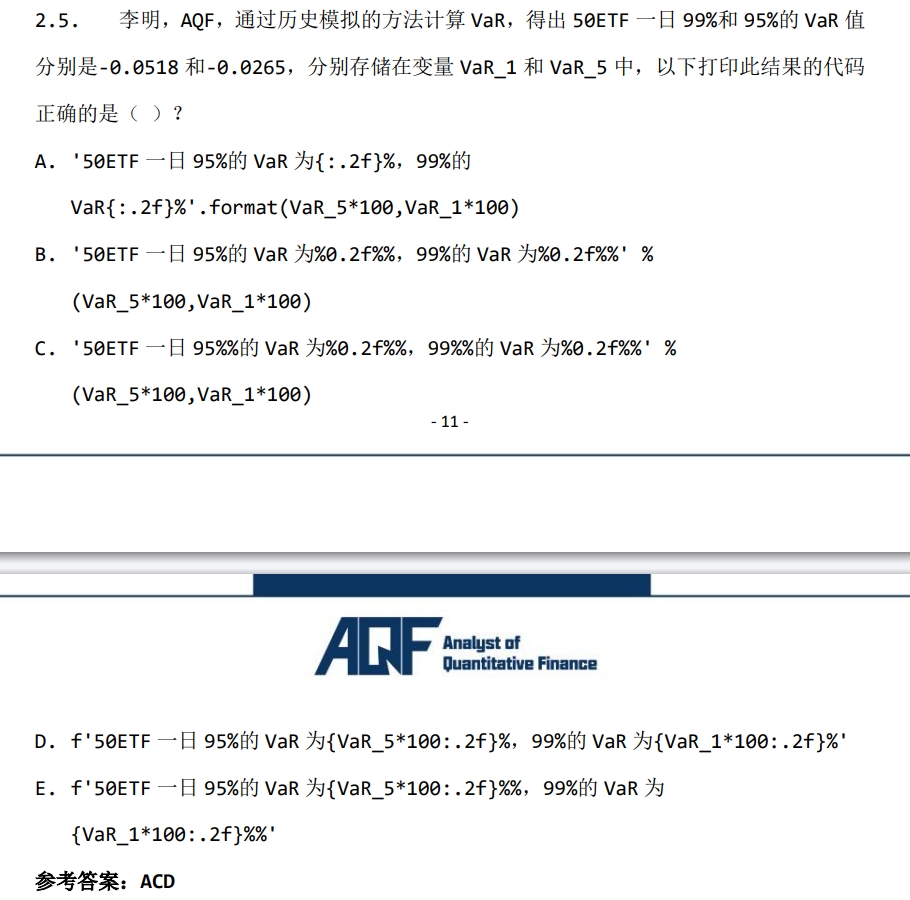 2.5. 李明，AQF，通过历史模拟的方法计算 VaR，得出 50ETF 一日 99%和 95%的 VaR 值
分别是-0.0518 和-0.0265，分别存储在变量 VaR_1 和 VaR_5 中，以下打印此结果的代码
正确的是（ ）？
A. '50ETF 一日 95%的 VaR 为{:.2f}%，99%的
VaR{:.2f}%'.format(VaR_5*100,VaR_1*100)
B. '50ETF 一日 95%的 VaR 为%0.2f%%，99%的 VaR 为%0.2f%%' %
(VaR_5*100,VaR_1*100)
C. '50ETF 一日 95%%的 VaR 为%0.2f%%，99%%的 VaR 为%0.2f%%' %
(VaR_5*100,VaR_1*100)
- 11 -
AQF Analyst of
Quantitative Finance
D. f'50ETF 一日 95%的 VaR 为{VaR_5*100:.2f}%，99%的 VaR 为{VaR_1*100:.2f}%'
E. f'50ETF 一日 95%的 VaR 为{VaR_5*100:.2f}%%，99%的 VaR 为
{VaR_1*100:.2f}%%'
参考答案：ACD